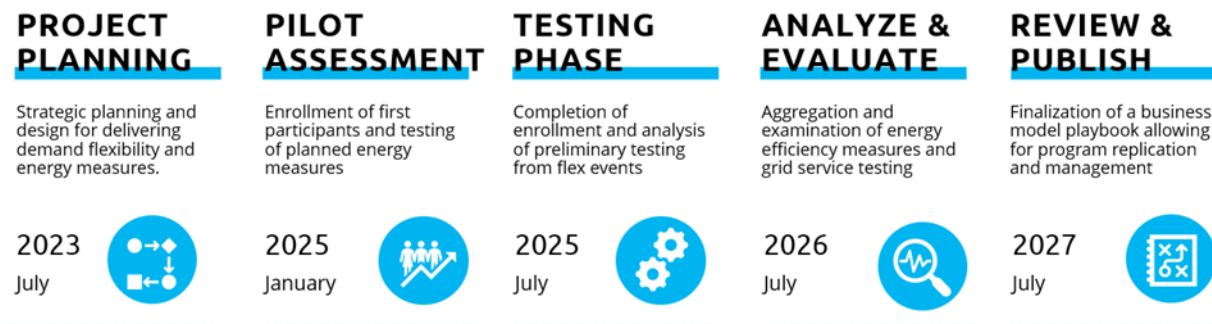 PROJECT
PLANNING
Strategic planning and
design for delivering
demand flexibility and
energy measures.
2023
July
PILOT
ASSESSMENT
Enrollment of first
participants and testing
of planned energy
measures
2025
January
TESTING
PHASE
Completion of
enrollment and analysis
of preliminary testing
from flex events
2025
July
ANALYZE &
EVALUATE
Aggregation and
examination of energy
efficiency measures and
grid service testing
2026
July
REVIEW &
PUBLISH
Finalization of a business
model playbook allowing
for program replication
and management
2027
July